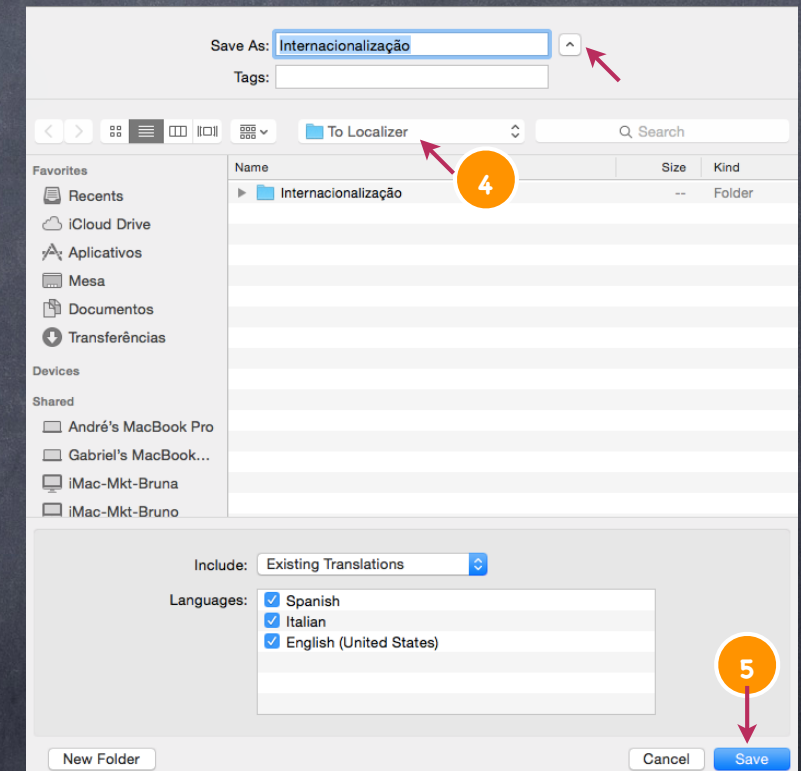 Save As: Internacionalização
Tags:
To Localizer
Search
4
Favorites
Recents
iCloud Drive
Aplicativos
Mesa
Documentos
Transferências
Devices
Shared
André's MacBook Pro
Gabriel's MacBook...
iMac-Mkt-Bruna
iMac-Mkt-Bruno
Name Size Kind
Internacionalização -- Folder
Include: Existing Translations
Languages: Spanish
Italian
English (United States)
5
New Folder Cancel Save